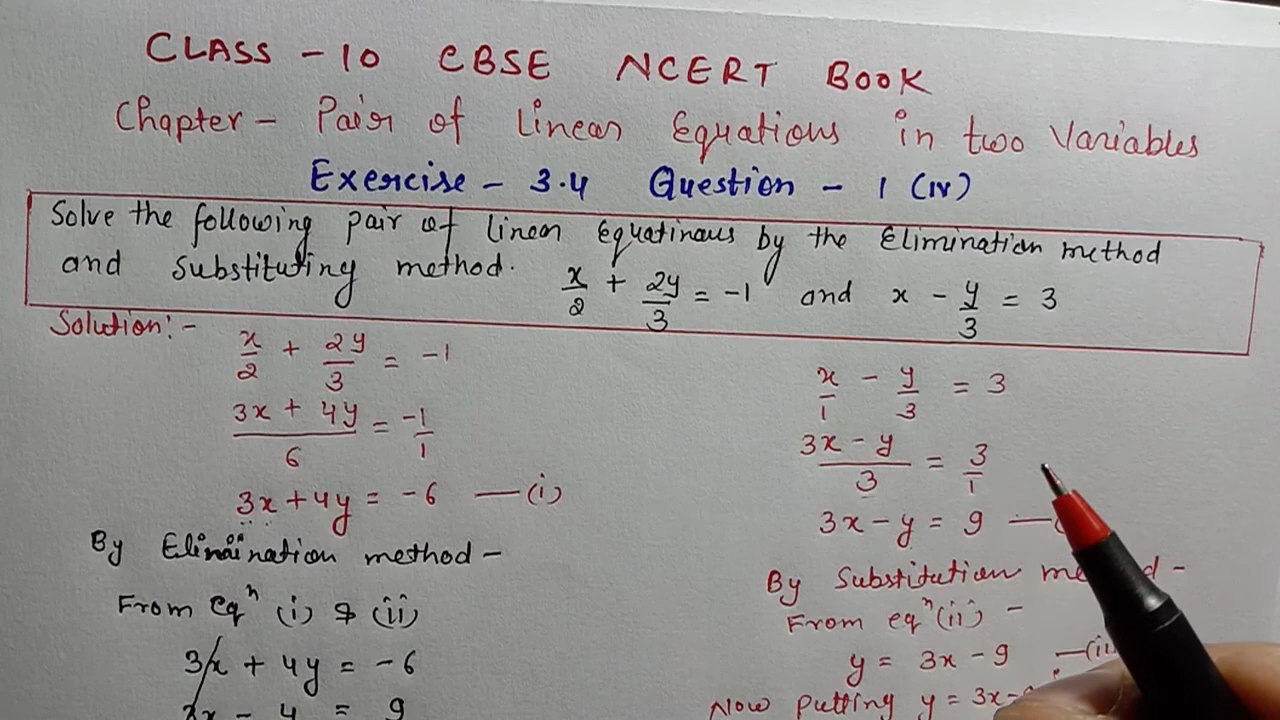 CLASS - 10 CBSE NCERT BOOK
Chapter - Pair of Linear Equations in two Variables
Exercise - 3.4 Question - 1 (iv)
Solve the following pair of linear Equatinous by the Elimination method
and substituting method. x/2 + 2y/3 = -1 and x - y/3 = 3
Solution:-
x/2 + 2y/3 = -1
(3x + 4y)/6 = -1/1
3x + 4y = -6 —(i)
By Elimination method -
From eqⁿ (i) & (ii)
3x + 4y = -6
3x - y = 9
x/1 - y/3 = 3
(3x - y)/3 = 3/1
3x - y = 9 —(
By Substitution -
From eqⁿ (ii) -
y = 3x - 9 —(iii
Now putting y = 3x -